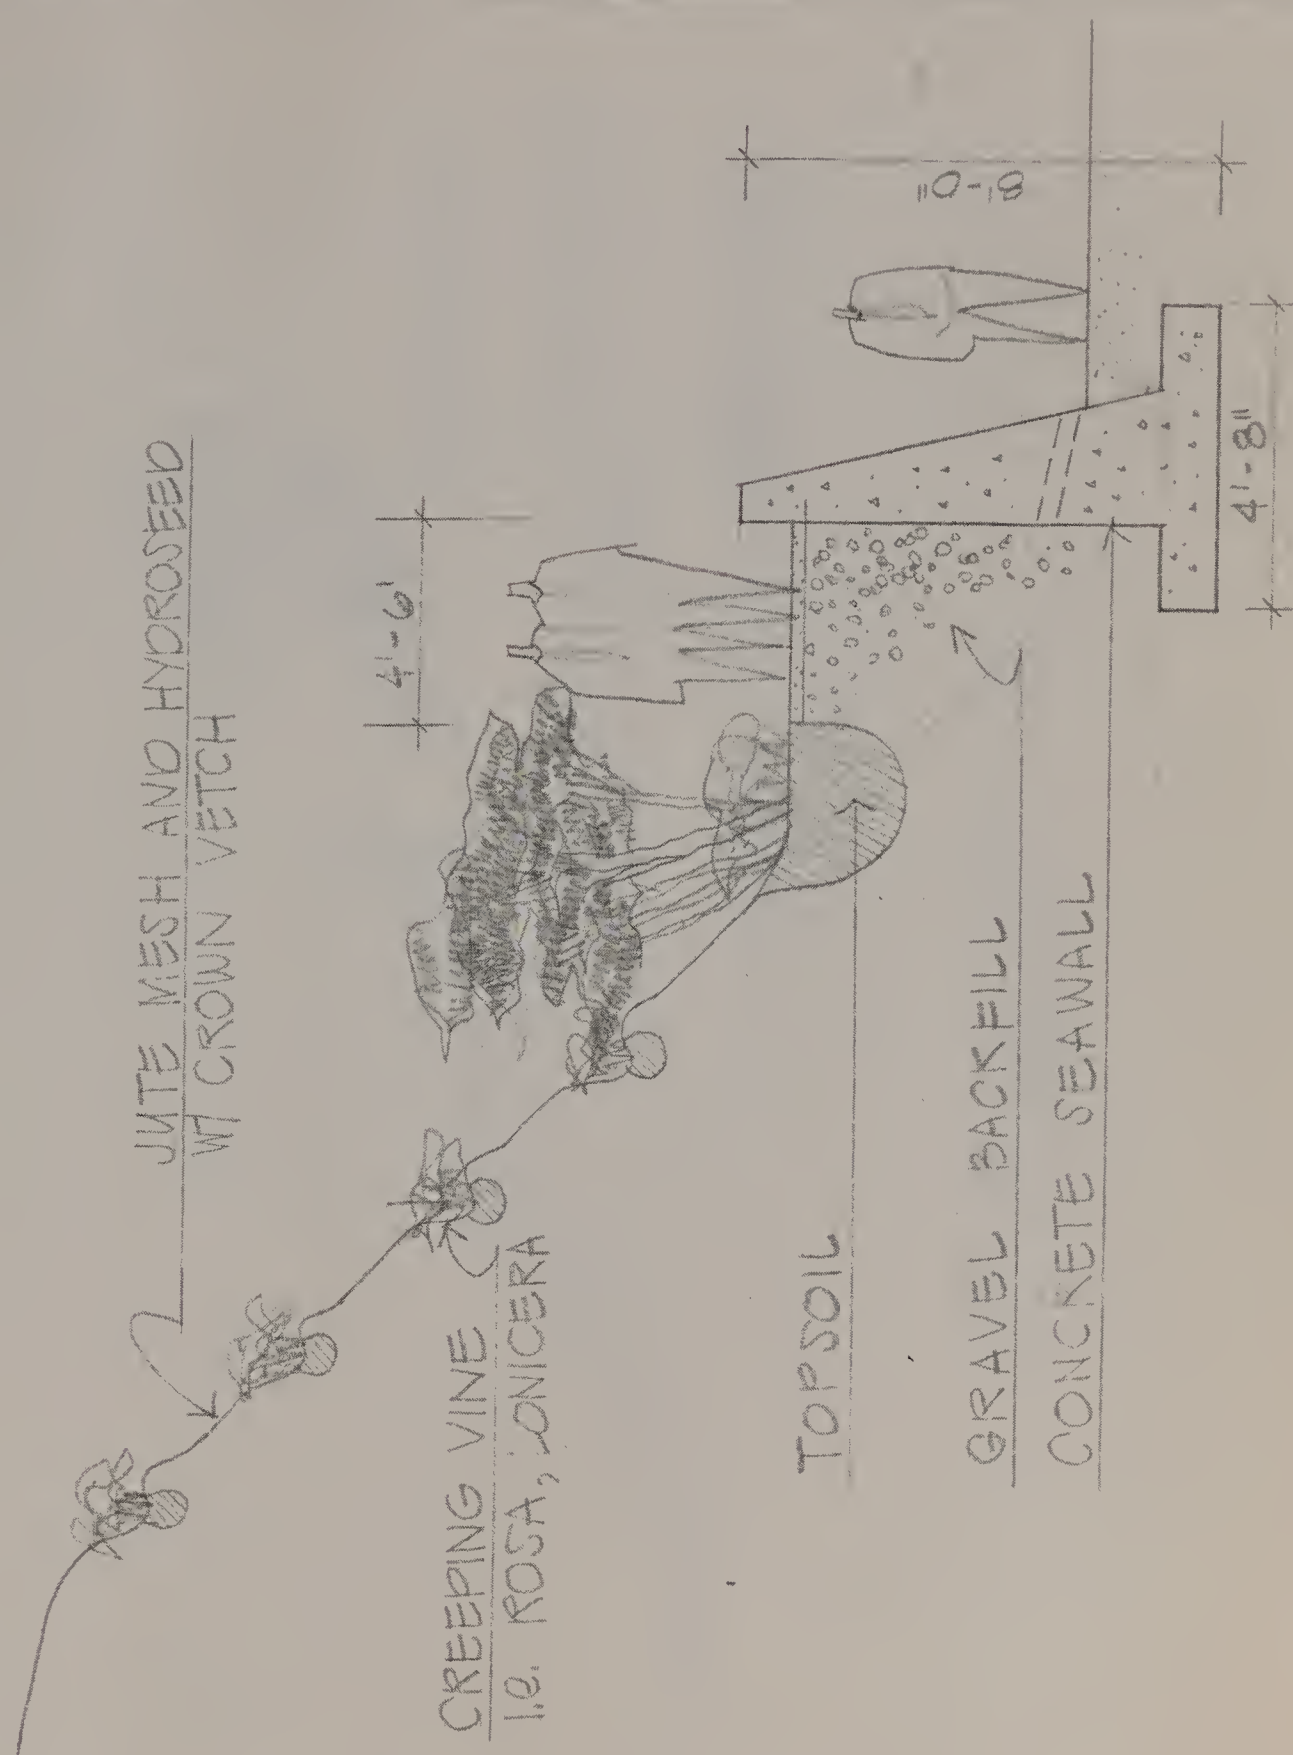 JUTE MESH AND HYDROSEED
W/ CROWN VETCH
4'-6'
8'-0"
CREEPING VINE
i.e. ROSA, LONICERA
TOPSOIL
GRAVEL BACKFILL
CONCRETE SEAWALL
4'-8"